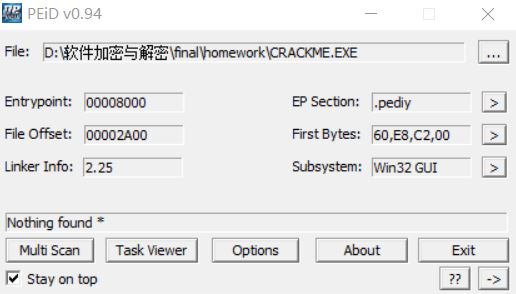 PEiD v0.94
File: D:\软件加密与解密\final\homework\CRACKME.EXE ...
Entrypoint: 00008000 EP Section: .pediy >
File Offset: 00002A00 First Bytes: 60,E8,C2,00 >
Linker Info: 2.25 Subsystem: Win32 GUI >
Nothing found *
Multi Scan Task Viewer Options About Exit
Stay on top ?? ->